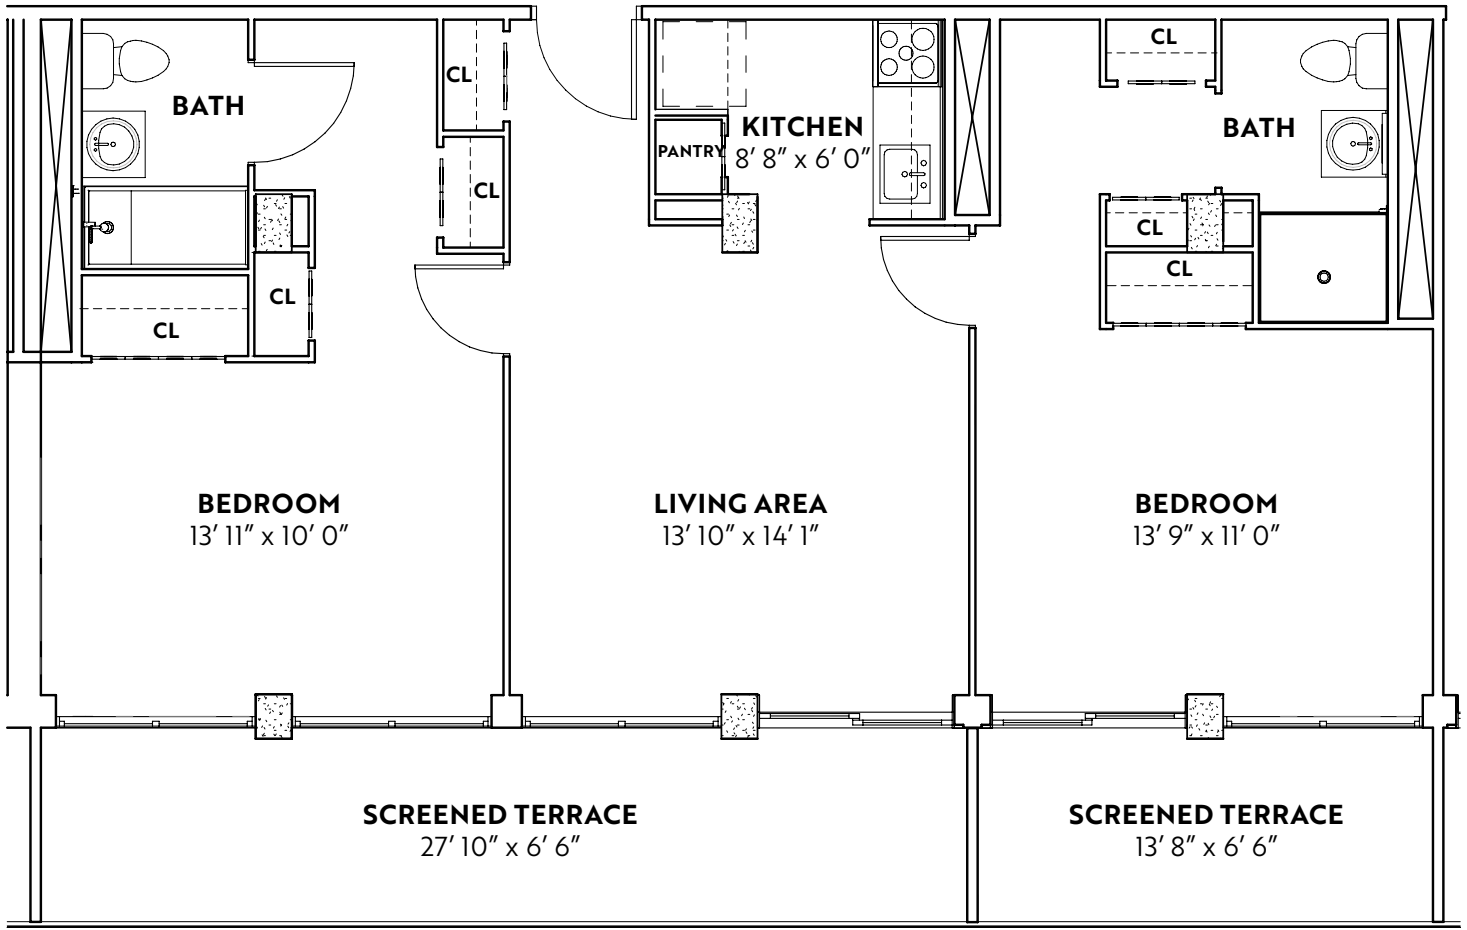 CL
CL
BATH
KITCHEN
8' 8" x 6' 0"
PANTRY
BATH
CL
CL
CL
CL
CL
BEDROOM
13' 11" x 10' 0"
LIVING AREA
13' 10" x 14' 1"
BEDROOM
13' 9" x 11' 0"
SCREENED TERRACE
27' 10" x 6' 6"
SCREENED TERRACE
13' 8" x 6' 6"